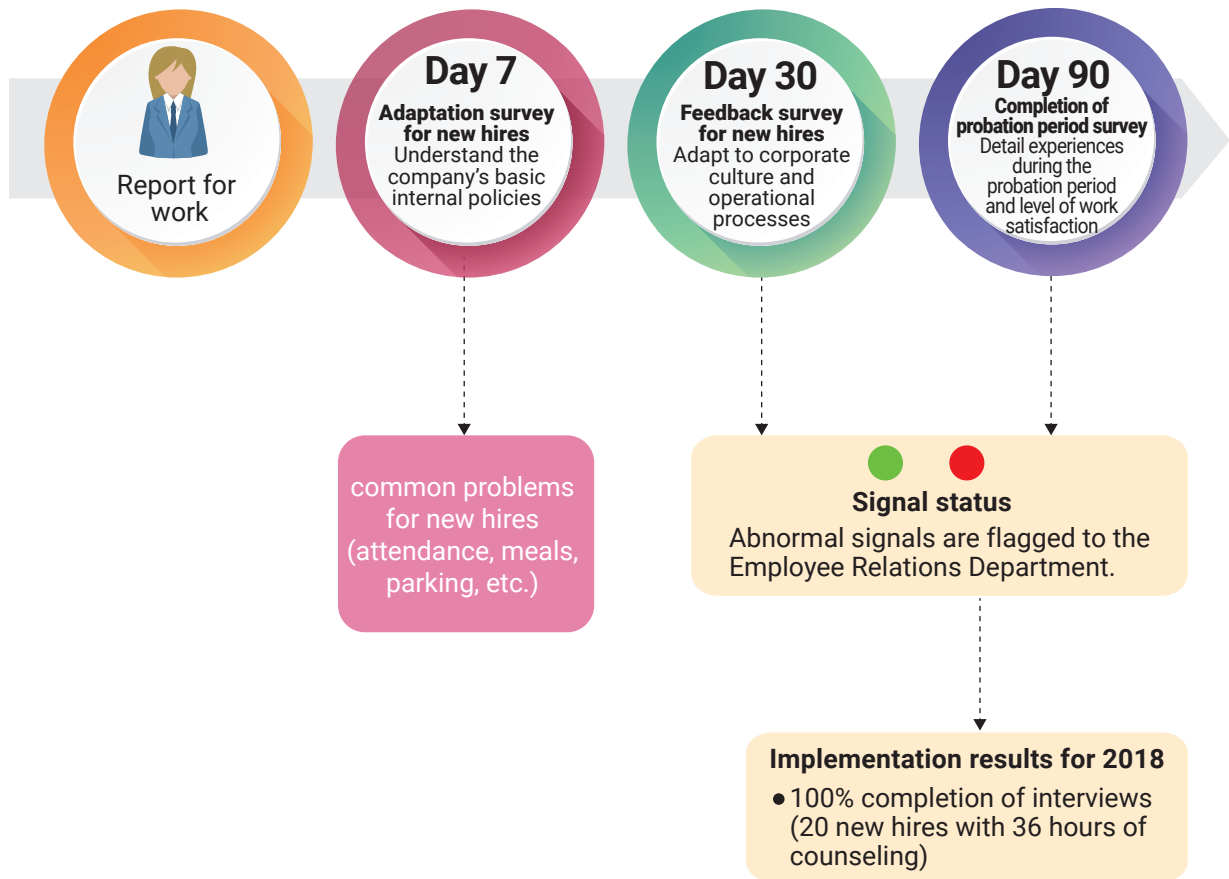 Report for
work
Day 7
Adaptation survey
for new hires
Understand the
company's basic
internal policies
Day 30
Feedback survey
for new hires
Adapt to corporate
culture and
operational
processes
Day 90
Completion of
probation period survey
Detail experiences
during the
probation period
and level of work
satisfaction
common problems
for new hires
(attendance, meals,
parking, etc.)
Signal status
Abnormal signals are flagged to the
Employee Relations Department.
Implementation results for 2018
● 100% completion of interviews
(20 new hires with 36 hours of
counseling)